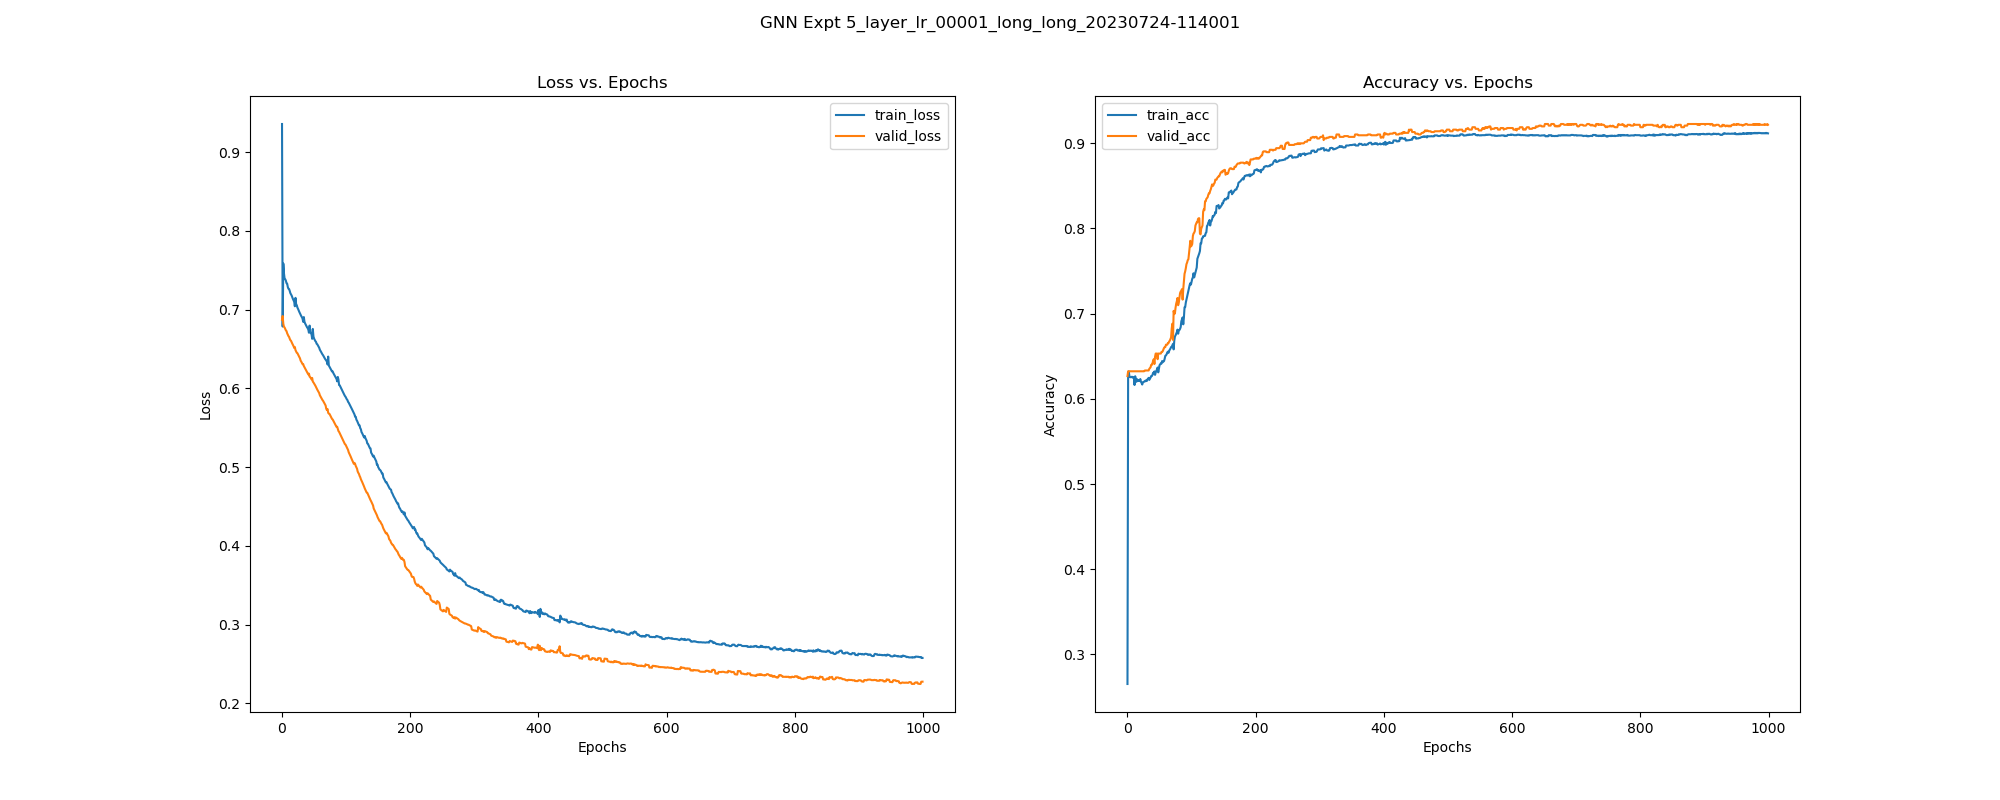 GNN Expt 5_layer_lr_00001_long_long_20230724-114001
Loss vs. Epochs
train_loss
valid_loss
0.9
0.8
0.7
0.6
0.5
0.4
0.3
0.2
Loss
0 200 400 600 800 1000
Epochs
Accuracy vs. Epochs
train_acc
valid_acc
0.9
0.8
0.7
0.6
0.5
0.4
0.3
Accuracy
0 200 400 600 800 1000
Epochs